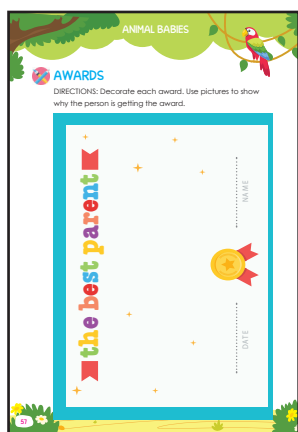 ANIMAL BABIES
AWARDS
DIRECTIONS: Decorate each award. Use pictures to show
why the person is getting the award.
the best parent
NAME
DATE
57